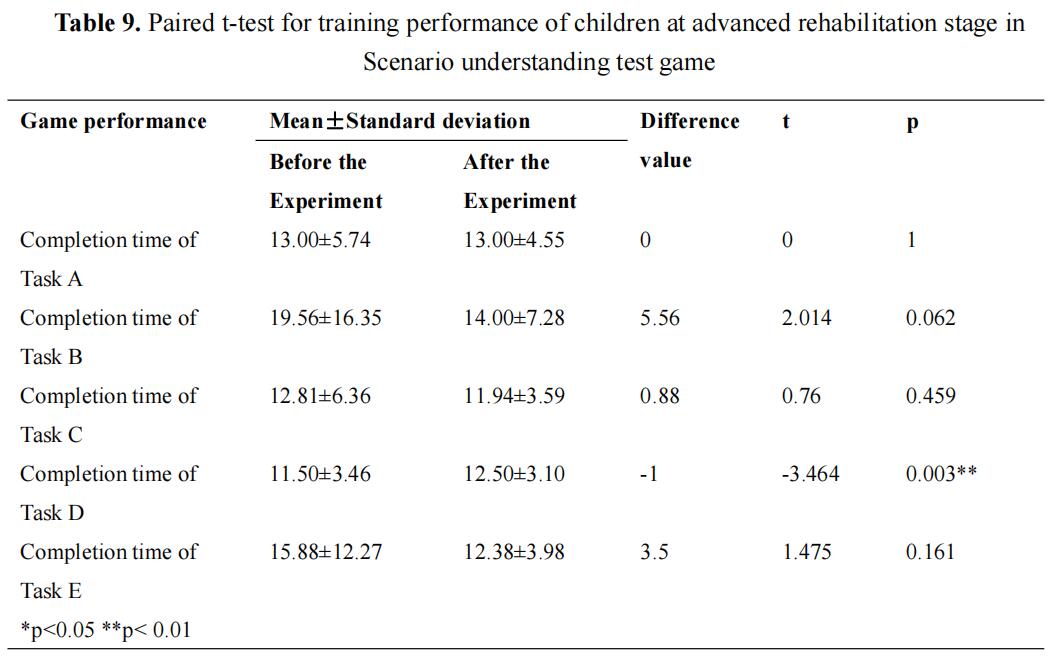 Table 9. Paired t-test for training performance of children at advanced rehabilitation stage in
Scenario understanding test game
Game performance Mean±Standard deviation Difference value t p
Before the Experiment After the Experiment
Completion time of Task A 13.00±5.74 13.00±4.55 0 0 1
Completion time of Task B 19.56±16.35 14.00±7.28 5.56 2.014 0.062
Completion time of Task C 12.81±6.36 11.94±3.59 0.88 0.76 0.459
Completion time of Task D 11.50±3.46 12.50±3.10 -1 -3.464 0.003**
Completion time of Task E 15.88±12.27 12.38±3.98 3.5 1.475 0.161
*p<0.05 **p< 0.01